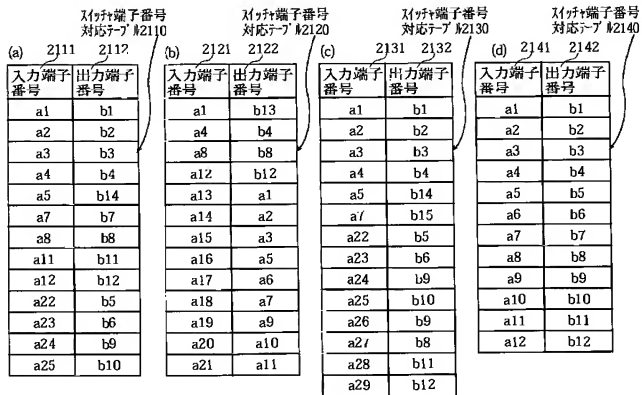 スイッチャ端子番号 対応テーブル2110
スイッチャ端子番号 対応テーブル2120
スイッチャ端子番号 対応テーブル2130
スイッチャ端子番号 対応テーブル2140
(a) 2111 2112
入力端子番号 出力端子番号
a1 b1
a2 b2
a3 b3
a4 b4
a5 b14
a7 b7
a8 b8
a11 b11
a12 b12
a22 b5
a23 b6
a24 b9
a25 b10
(b) 2121 2122
入力端子番号 出力端子番号
a1 b13
a4 b4
a8 b8
a12 b12
a13 a1
a14 a2
a15 a3
a16 a5
a17 a6
a18 a7
a19 a9
a20 a10
a21 a11
(c) 2131 2132
入力端子番号 出力端子番号
a1 b1
a2 b2
a3 b3
a4 b4
a5 b14
a7 b15
a22 b5
a23 b6
a24 b9
a25 b10
a26 b9
a27 b8
a28 b11
a29 b12
(d) 2141 2142
入力端子番号 出力端子番号
a1 b1
a2 b2
a3 b3
a4 b4
a5 b5
a6 b6
a7 b7
a8 b8
a9 b9
a10 b10
a11 b11
a12 b12